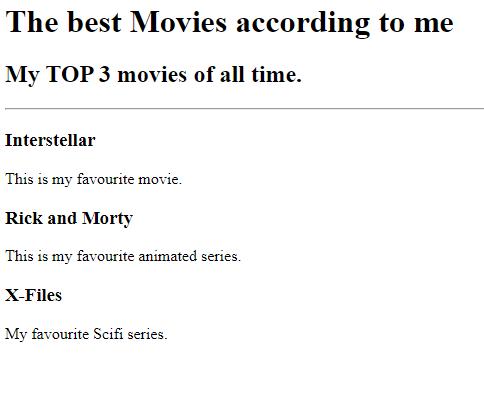 The best Movies according to me
My TOP 3 movies of all time.
Interstellar
This is my favourite movie.
Rick and Morty
This is my favourite animated series.
X-Files
My favourite Scifi series.